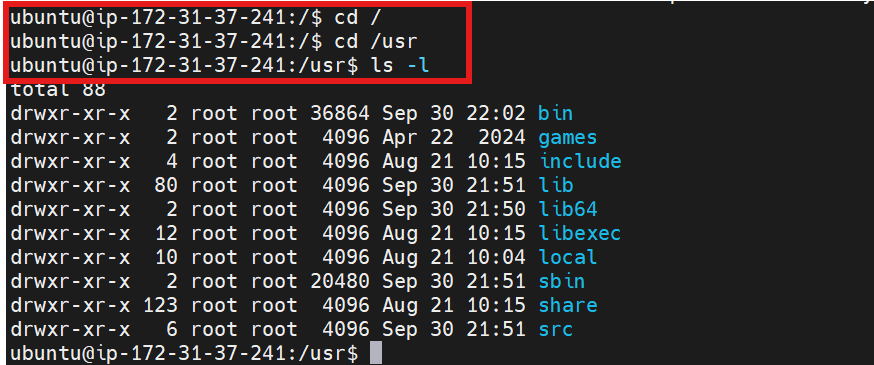 ubuntu@ip-172-31-37-241:/$ cd /
ubuntu@ip-172-31-37-241:/$ cd /usr
ubuntu@ip-172-31-37-241:/usr$ ls -l
total 88
drwxr-xr-x   2 root root 36864 Sep 30 22:02 bin
drwxr-xr-x   2 root root  4096 Apr 22  2024 games
drwxr-xr-x   4 root root  4096 Aug 21 10:15 include
drwxr-xr-x  80 root root  4096 Sep 30 21:51 lib
drwxr-xr-x   2 root root  4096 Sep 30 21:50 lib64
drwxr-xr-x  12 root root  4096 Aug 21 10:15 libexec
drwxr-xr-x  10 root root  4096 Aug 21 10:04 local
drwxr-xr-x   2 root root 20480 Sep 30 21:51 sbin
drwxr-xr-x 123 root root  4096 Aug 21 10:15 share
drwxr-xr-x   6 root root  4096 Sep 30 21:51 src
ubuntu@ip-172-31-37-241:/usr$